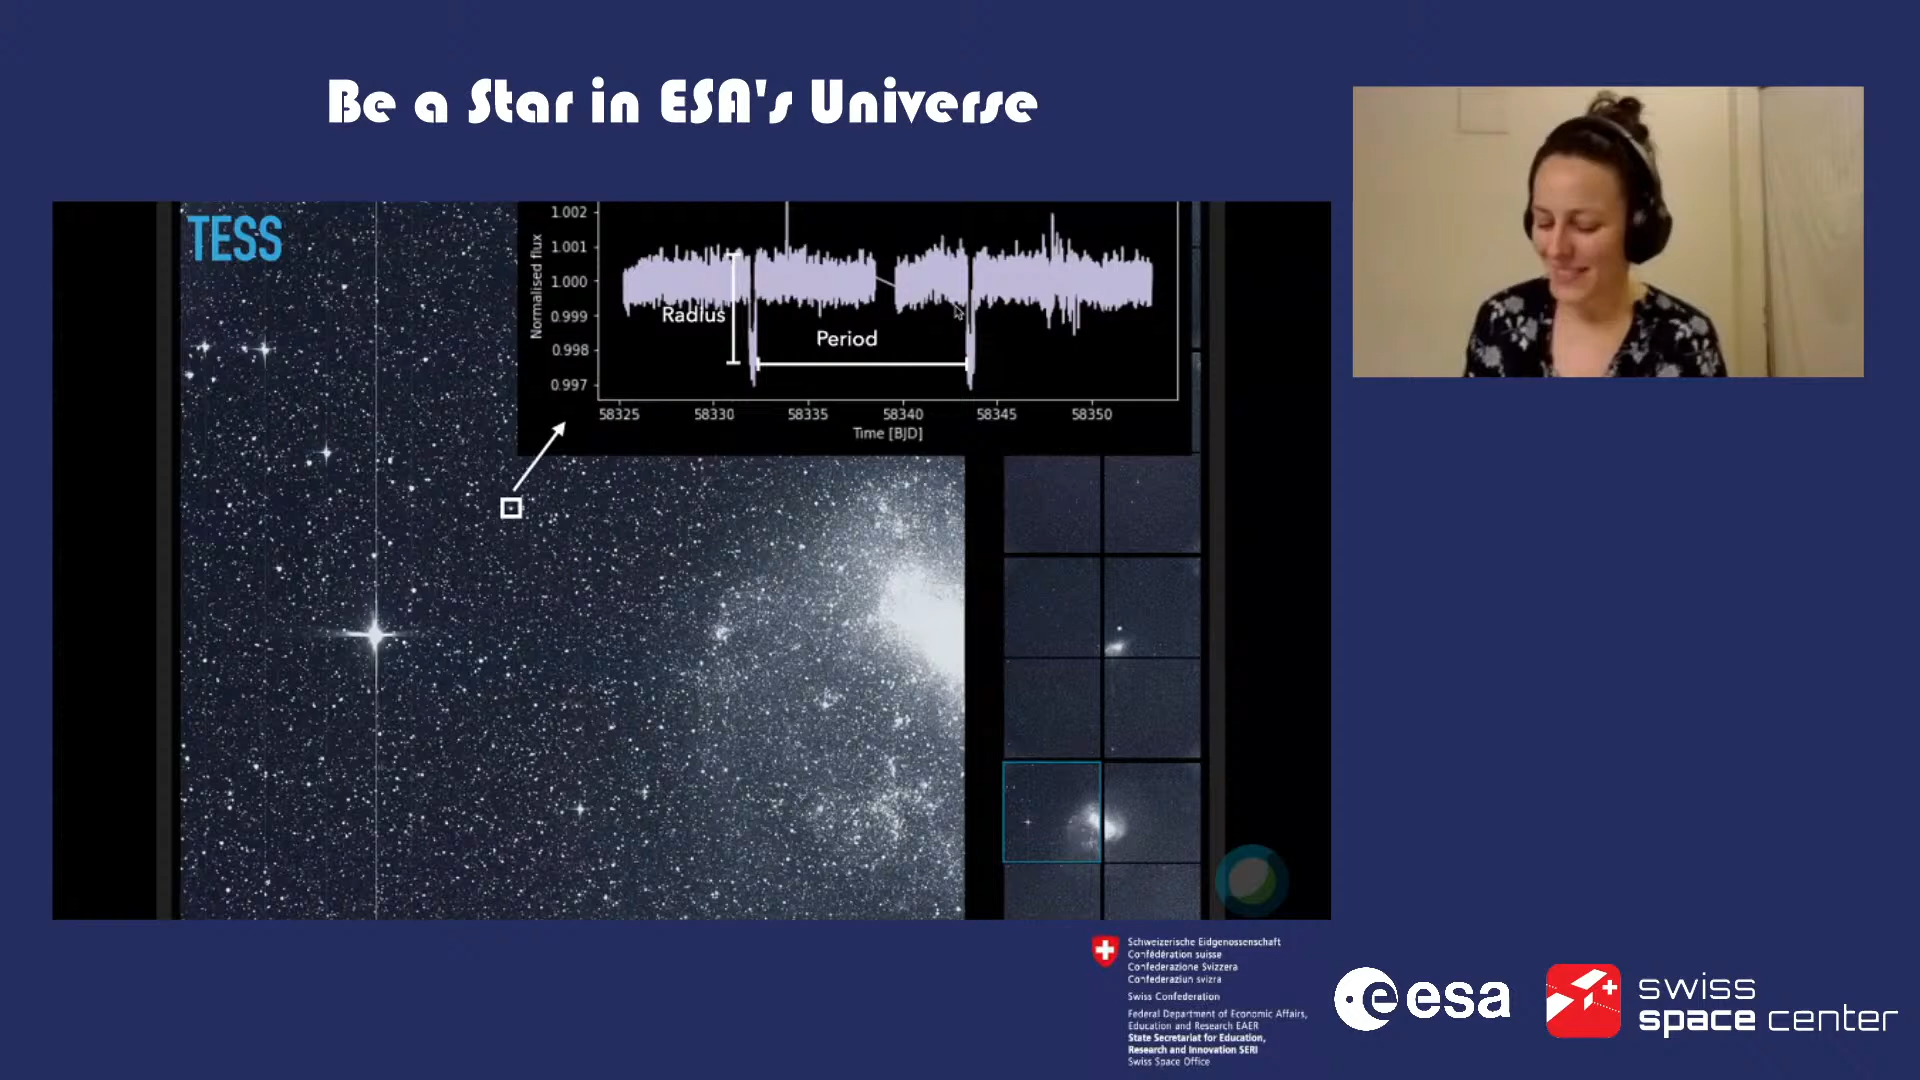 Be a Star in ESA's Universe
TESS
1.002
1.001
1.000
0.999
0.998
0.997
Normalised flux
Radius
Period
58325 58330 58335 58340 58345 58350
Time [BJD]
Schweizerische Eidgenossenschaft
Confédération suisse
Confederazione Svizzera
Confederaziun svizra
Swiss Confederation
Federal Department of Economic Affairs,
Education and Research EAER
State Secretariat for Education,
Research and Innovation SERI
Swiss Space Office
esa
swiss
space center